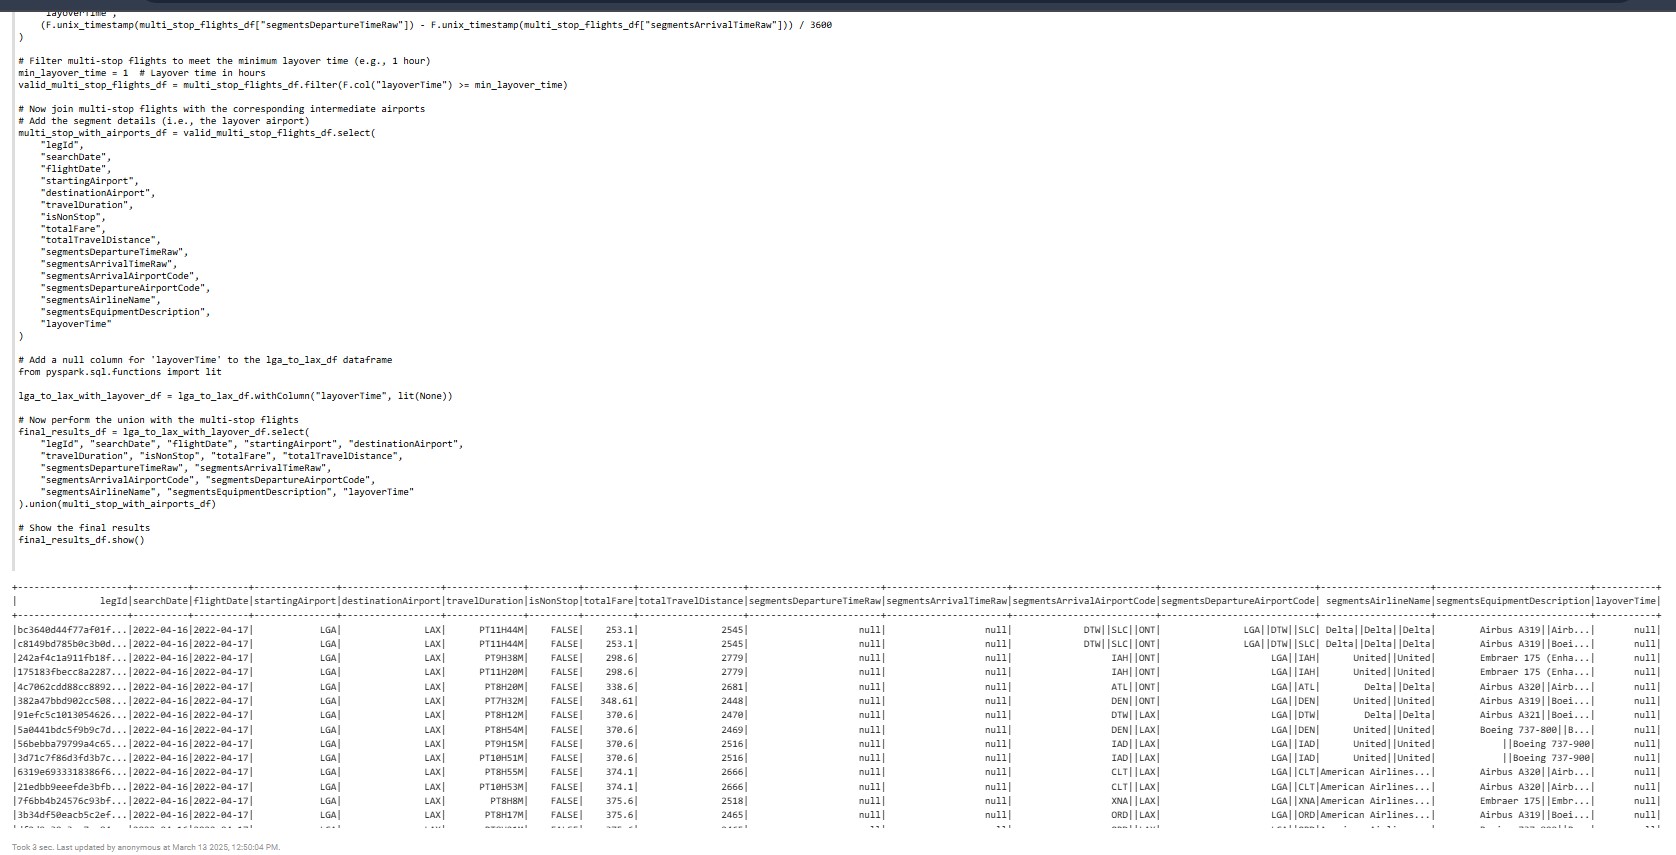 "layoverTime",
(F.unix_timestamp(multi_stop_flights_df["segmentsDepartureTimeRaw"]) - F.unix_timestamp(multi_stop_flights_df["segmentsArrivalTimeRaw"])) / 3600
)
# Filter multi-stop flights to meet the minimum layover time (e.g., 1 hour)
min_layover_time = 1  # Layover time in hours
valid_multi_stop_flights_df = multi_stop_flights_df.filter(F.col("layoverTime") >= min_layover_time)
# Now join multi-stop flights with the corresponding intermediate airports
# Add the segment details (i.e., the layover airport)
multi_stop_with_airports_df = valid_multi_stop_flights_df.select(
"legId",
"searchDate",
"flightDate",
"startingAirport",
"destinationAirport",
"travelDuration",
"isNonStop",
"totalFare",
"totalTravelDistance",
"segmentsDepartureTimeRaw",
"segmentsArrivalTimeRaw",
"segmentsArrivalAirportCode",
"segmentsDepartureAirportCode",
"segmentsAirlineName",
"segmentsEquipmentDescription",
"layoverTime"
)
# Add a null column for 'layoverTime' to the lga_to_lax_df dataframe
from pyspark.sql.functions import lit
lga_to_lax_with_layover_df = lga_to_lax_df.withColumn("layoverTime", lit(None))
# Now perform the union with the multi-stop flights
final_results_df = lga_to_lax_with_layover_df.select(
"legId", "searchDate", "flightDate", "startingAirport", "destinationAirport",
"travelDuration", "isNonStop", "totalFare", "totalTravelDistance",
"segmentsDepartureTimeRaw", "segmentsArrivalTimeRaw",
"segmentsArrivalAirportCode", "segmentsDepartureAirportCode",
"segmentsAirlineName", "segmentsEquipmentDescription", "layoverTime"
).union(multi_stop_with_airports_df)
# Show the final results
final_results_df.show()
| legId|searchDate|flightDate|startingAirport|destinationAirport|travelDuration|isNonStop|totalFare|totalTravelDistance|segmentsDepartureTimeRaw|segmentsArrivalTimeRaw|segmentsArrivalAirportCode|segmentsDepartureAirportCode| segmentsAirlineName|segmentsEquipmentDescription|layoverTime|
|bc3640d44f77af01f...|2022-04-16|2022-04-17| LGA| LAX| PT11H44M| FALSE| 253.1| 2545| null| null| DTW||SLC||ONT| LGA||DTW||SLC| Delta||Delta||Delta| Airbus A319||Airb...| null|
|c8149bd785b0c3b0d...|2022-04-16|2022-04-17| LGA| LAX| PT11H44M| FALSE| 253.1| 2545| null| null| DTW||SLC||ONT| LGA||DTW||SLC| Delta||Delta||Delta| Airbus A319||Boei...| null|
|242af4c1a911fb18f...|2022-04-16|2022-04-17| LGA| LAX| PT9H38M| FALSE| 298.6| 2779| null| null| IAH||ONT| LGA||IAH| United||United| Embraer 175 (Enha...| null|
|175183fbecc8a2287...|2022-04-16|2022-04-17| LGA| LAX| PT11H20M| FALSE| 298.6| 2779| null| null| IAH||ONT| LGA||IAH| United||United| Embraer 175 (Enha...| null|
|4c7062cdd88cc8892...|2022-04-16|2022-04-17| LGA| LAX| PT8H20M| FALSE| 338.6| 2681| null| null| ATL||ONT| LGA||ATL| Delta||Delta| Airbus A320||Airb...| null|
|382a47bbd902cc508...|2022-04-16|2022-04-17| LGA| LAX| PT7H32M| FALSE| 348.61| 2448| null| null| DEN||ONT| LGA||DEN| United||United| Airbus A319||Boei...| null|
|91efc5c1013054626...|2022-04-16|2022-04-17| LGA| LAX| PT8H12M| FALSE| 370.6| 2470| null| null| DTW||LAX| LGA||DTW| Delta||Delta| Airbus A321||Boei...| null|
|5a0441bdc5f9b9c7d...|2022-04-16|2022-04-17| LGA| LAX| PT8H54M| FALSE| 370.6| 2469| null| null| DEN||LAX| LGA||DEN| United||United| Boeing 737-800||B...| null|
|56bebba79799a4c65...|2022-04-16|2022-04-17| LGA| LAX| PT9H15M| FALSE| 370.6| 2516| null| null| IAD||LAX| LGA||IAD| United||United| ||Boeing 737-900| null|
|3d71c7f86d3fd3b7c...|2022-04-16|2022-04-17| LGA| LAX| PT10H51M| FALSE| 370.6| 2516| null| null| IAD||LAX| LGA||IAD| United||United| ||Boeing 737-900| null|
|6319e6933318386f6...|2022-04-16|2022-04-17| LGA| LAX| PT8H55M| FALSE| 374.1| 2666| null| null| CLT||LAX| LGA||CLT|American Airlines...| Airbus A320||Airb...| null|
|21edbb9eeefde3bfb...|2022-04-16|2022-04-17| LGA| LAX| PT10H53M| FALSE| 374.1| 2666| null| null| CLT||LAX| LGA||CLT|American Airlines...| Airbus A320||Airb...| null|
|7f6bb4b24576c93bf...|2022-04-16|2022-04-17| LGA| LAX| PT8H8M| FALSE| 375.6| 2518| null| null| XNA||LAX| LGA||XNA|American Airlines...| Embraer 175||Embr...| null|
|3b34df50eacb5c2ef...|2022-04-16|2022-04-17| LGA| LAX| PT8H17M| FALSE| 375.6| 2465| null| null| ORD||LAX| LGA||ORD|American Airlines...| Airbus A319||Boei...| null|
Took 3 sec. Last updated by anonymous at March 13 2025, 12:50:04 PM.